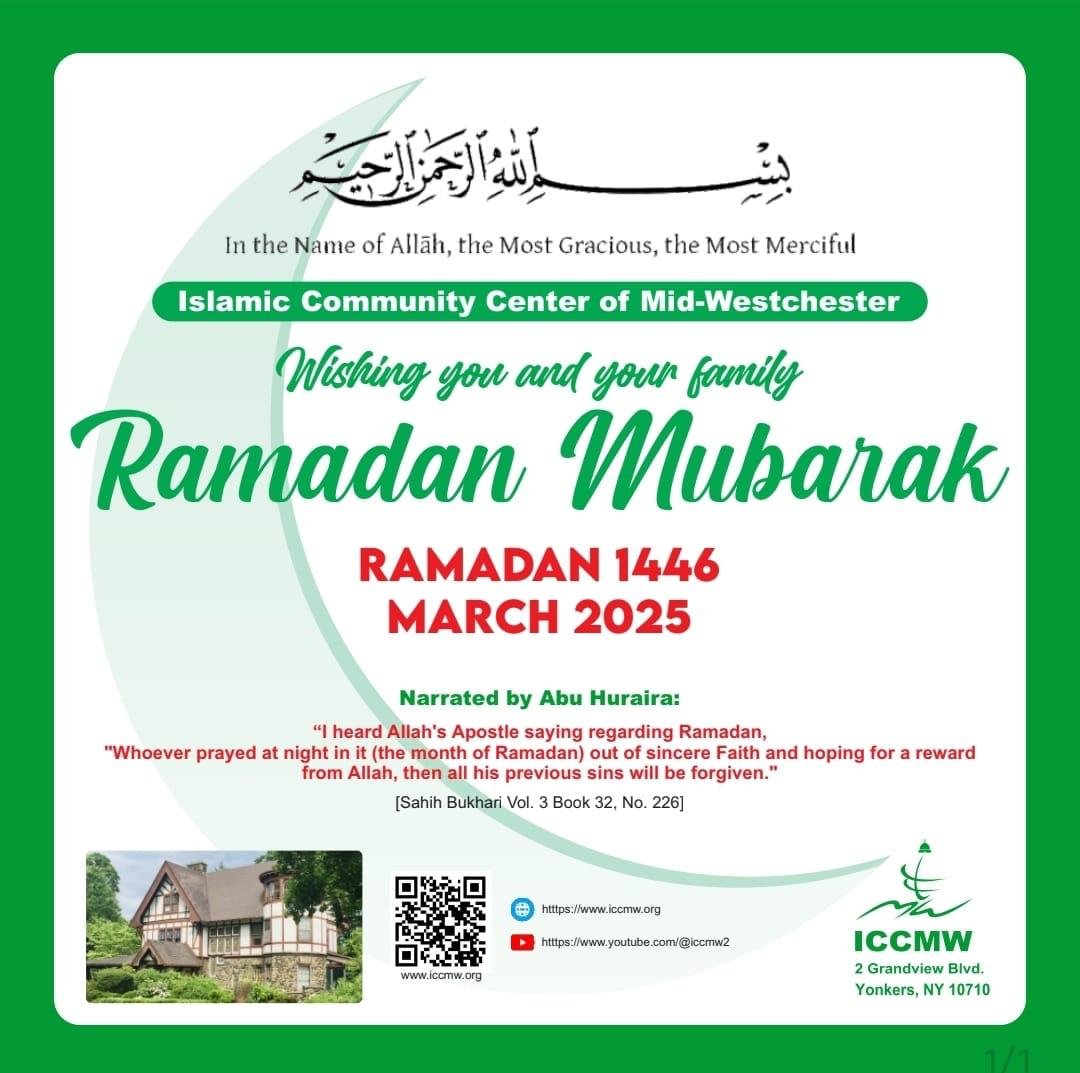 بِسْمِ ٱللَّهِ ٱلرَّحْمَٰنِ ٱلرَّحِيمِ
In the Name of Allāh, the Most Gracious, the Most Merciful
Islamic Community Center of Mid-Westchester
Wishing you and your family
Ramadan Mubarak
RAMADAN 1446
MARCH 2025
Narrated by Abu Huraira:
“I heard Allah's Apostle saying regarding Ramadan,
"Whoever prayed at night in it (the month of Ramadan) out of sincere Faith and hoping for a reward
from Allah, then all his previous sins will be forgiven."
[Sahih Bukhari Vol. 3 Book 32, No. 226]
www.iccmw.org
https://www.iccmw.org
https://www.youtube.com/@iccmw2
ICCMW
2 Grandview Blvd.
Yonkers, NY 10710
1/1